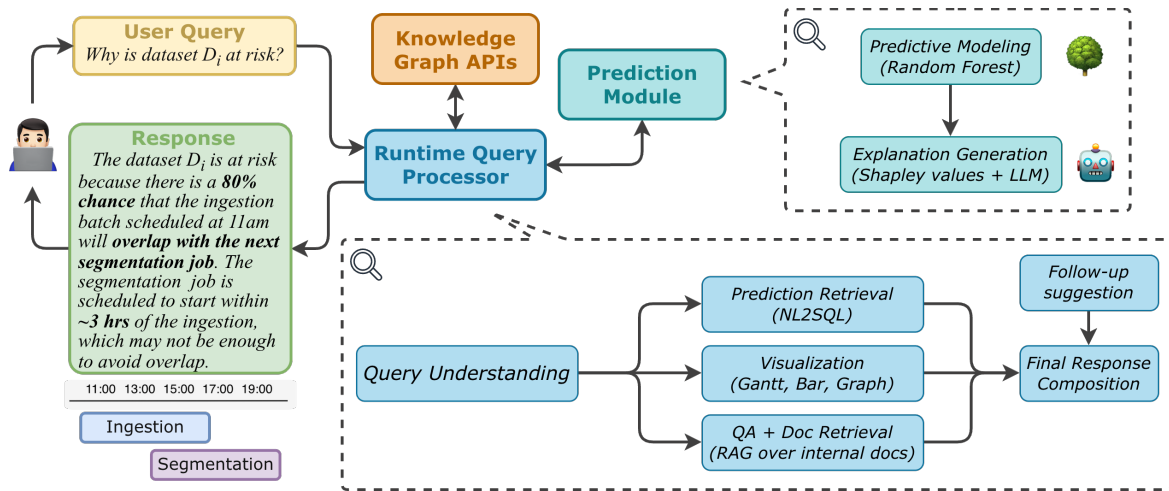 User Query
Why is dataset Di at risk?
Knowledge
Graph APIs
Prediction
Module
Predictive Modeling
(Random Forest)
Explanation Generation
(Shapley values + LLM)
Runtime Query
Processor
Response
The dataset Di is at risk
because there is a 80%
chance that the ingestion
batch scheduled at 11am
will overlap with the next
segmentation job. The
segmentation job is
scheduled to start within
~3 hrs of the ingestion,
which may not be enough
to avoid overlap.
11:00 13:00 15:00 17:00 19:00
Ingestion
Segmentation
Query Understanding
Prediction Retrieval
(NL2SQL)
Visualization
(Gantt, Bar, Graph)
QA + Doc Retrieval
(RAG over internal docs)
Follow-up
suggestion
Final Response
Composition